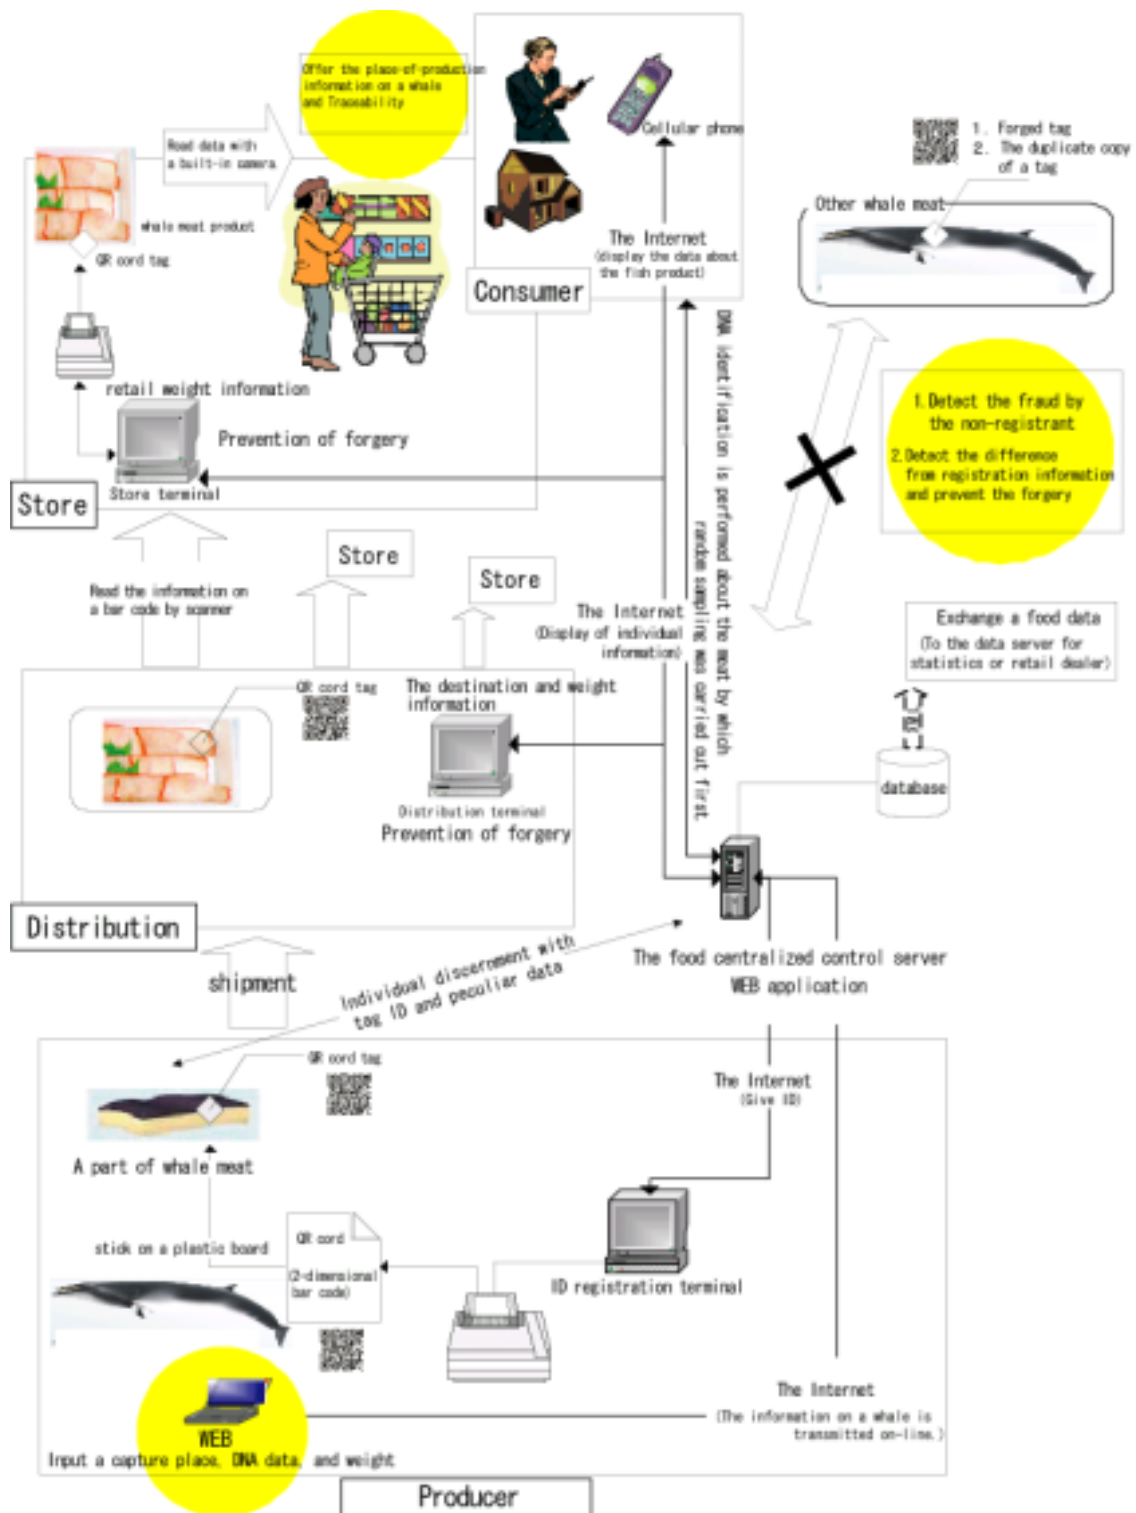 Offer the place-of-production
information on a whale
and Traceability
Read data with
a built-in camera
whale meat product
QR cord tag
Cellular phone
The Internet
(display the data about
the fish product)
Consumer
1. Forged tag
2. The duplicate copy
of a tag
Other whale meat
retail weight information
Prevention of forgery
Store terminal
Store
DNA identification is performed about the meat by which
random sampling was carried out first.
1.Detect the fraud by
the non-registrant
2.Detect the difference
from registration information
and prevent the forgery
Read the information on
a bar code by scanner
Store
Store
The Internet
(Display of individual
information)
Exchange a food data
(To the data server for
statistics or retail dealer)
QR cord tag
The destination and weight
information
Distribution terminal
Prevention of forgery
database
Distribution
shipment
Individual discernment with
tag ID and peculiar data
The food centralized control server
WEB application
QR cord tag
A part of whale meat
The Internet
(Give ID)
stick on a plastic board
QR cord
(2-dimensional
bar code)
ID registration terminal
WEB
Input a capture place, DNA data, and weight
The Internet
(The information on a whale is
transmitted on-line.)
Producer